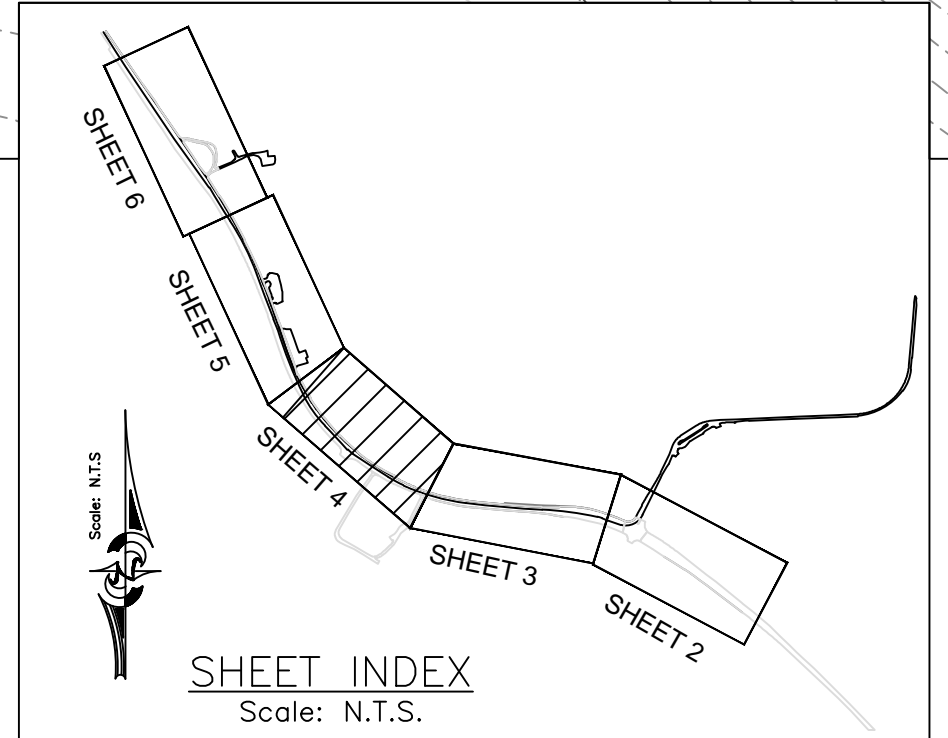 SHEET 6
SHEET 5
SHEET 4
SHEET 3
SHEET 2
Scale: N.T.S
SHEET INDEX
Scale: N.T.S.